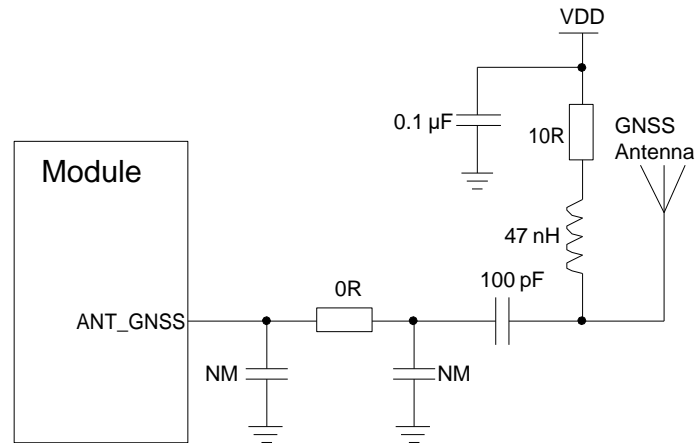 VDD
0.1 µF
10R
GNSS
Antenna
Module
47 nH
100 pF
0R
ANT_GNSS
NM
NM